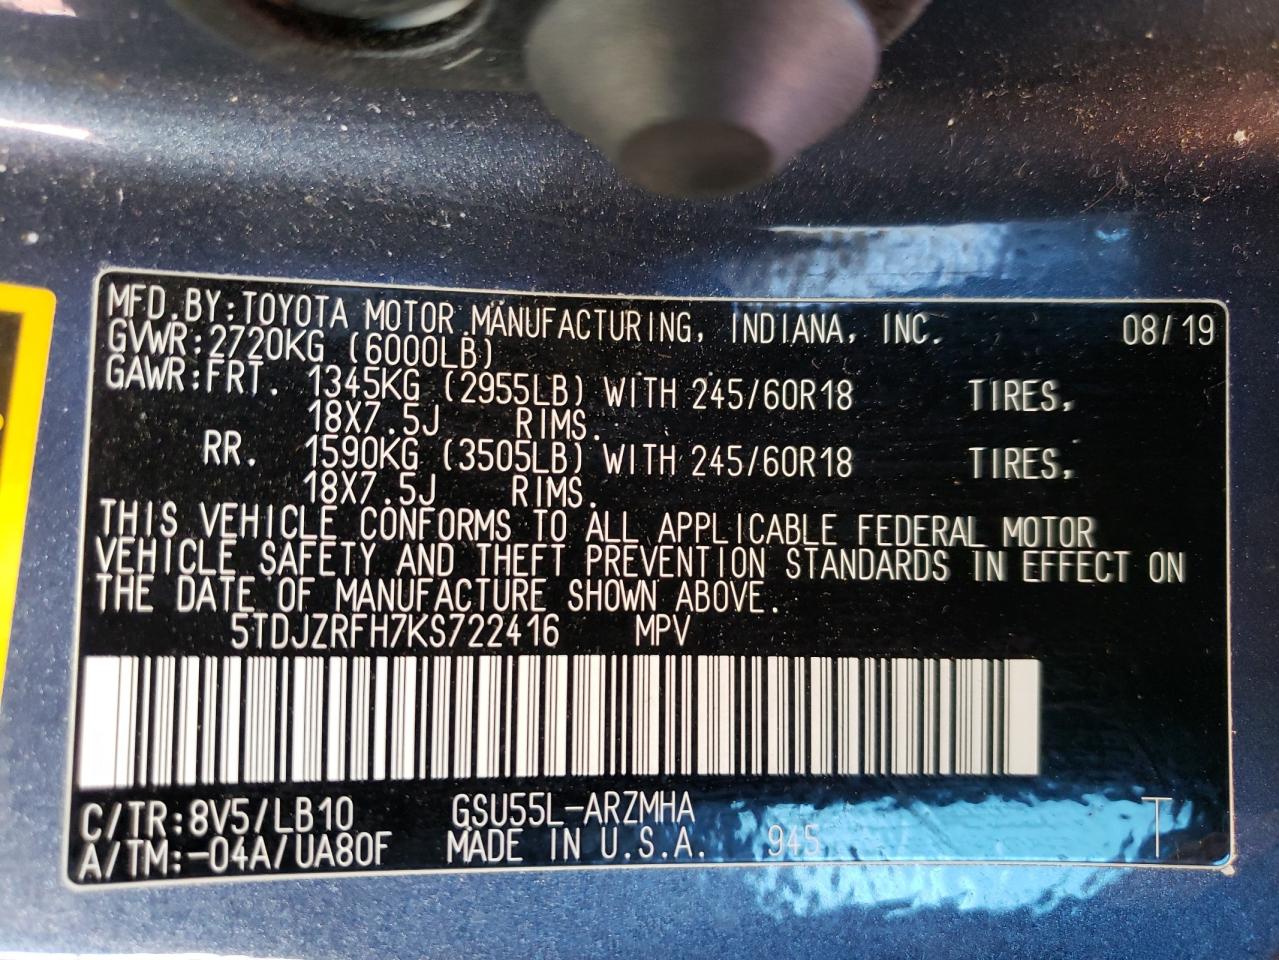 MFD.BY:TOYOTA MOTOR MANUFACTURING, INDIANA, INC. 08/19
GVWR:2720KG (6000LB)
GAWR:FRT. 1345KG (2955LB) WITH 245/60R18 TIRES,
18X7.5J RIMS.
RR. 1590KG (3505LB) WITH 245/60R18 TIRES,
18X7.5J RIMS.
THIS VEHICLE CONFORMS TO ALL APPLICABLE FEDERAL MOTOR
VEHICLE SAFETY AND THEFT PREVENTION STANDARDS IN EFFECT ON
THE DATE OF MANUFACTURE SHOWN ABOVE.
5TDJZRFH7KS722416 MPV
C/TR:8V5/LB10 GSU55L-ARZMHA
A/TM:-04A/UA80F MADE IN U.S.A. 945 T